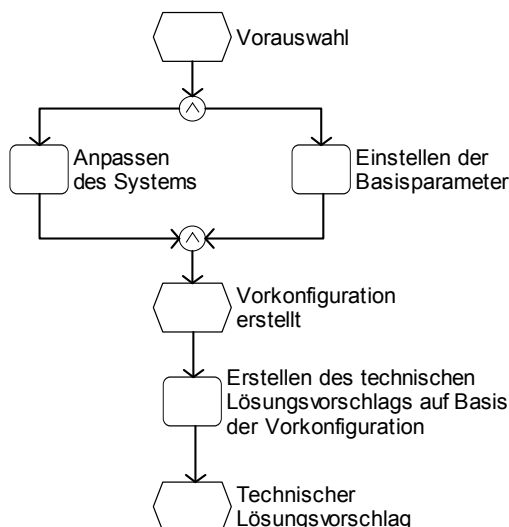 Vorauswahl
^
Anpassen
des Systems
Einstellen der
Basisparameter
^
Vorkonfiguration
erstellt
Erstellen des technischen
Lösungsvorschlags auf Basis
der Vorkonfiguration
Technischer
Lösungsvorschlag